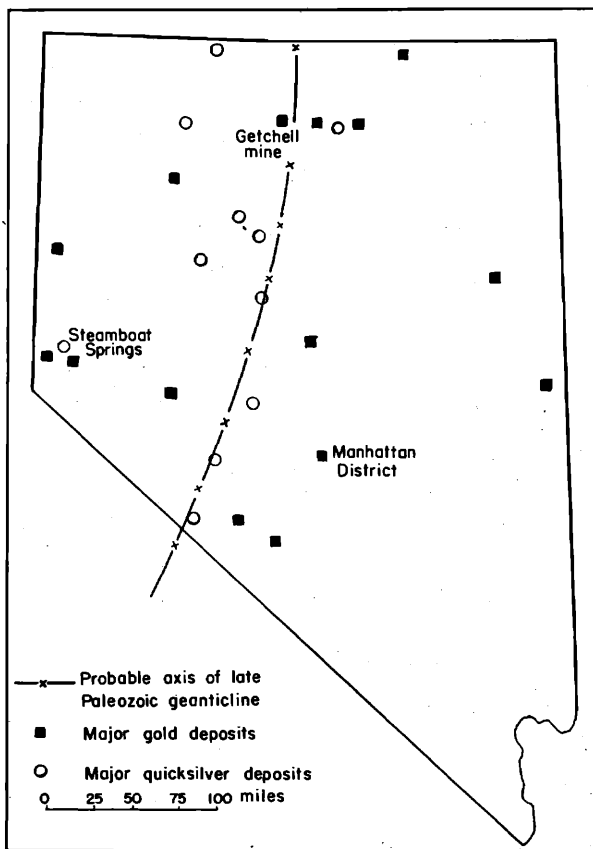 Getchell
mine
Steamboat
Springs
Manhattan
District
Probable axis of late
Paleozoic geanticline
Major gold deposits
Major quicksilver deposits
0 25 50 75 100 miles